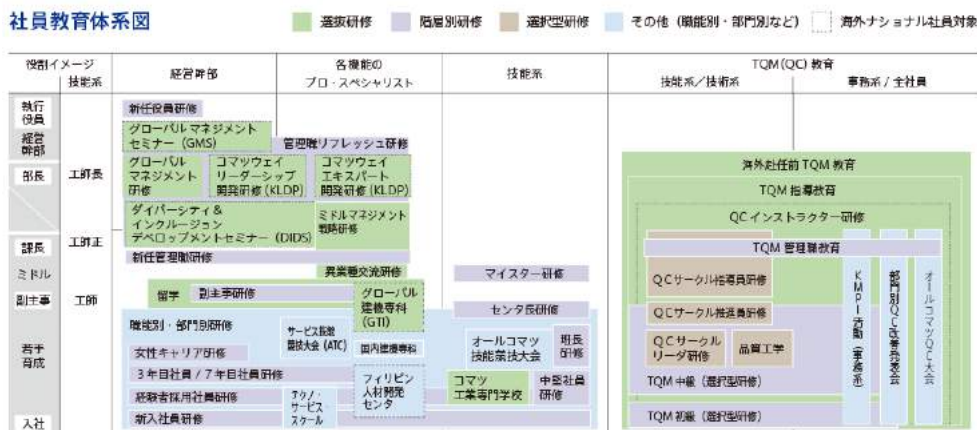 社員教育体系図
選抜研修
階層別研修
選択型研修
その他（職能別・部門別など）
海外ナショナル社員対象
役割イメージ
技能系
経営幹部
各機能の
プロ・スペシャリスト
技能系
TQM(QC)教育
技能系／技術系
事務系／全社員
執行
役員
経営
幹部
部長
工師長
課長
工師正
ミドル
副主事
工師
若手
育成
入社
新任役員研修
グローバル マネジメント
セミナー (GMS)
管理職リフレッシュ研修
グローバル
マネジメント
研修
コマツウェイ
リーダーシップ
開発研修 (KLDP)
コマツウェイ
エキスパート
開発研修 (KLDP)
ダイバーシティ &
インクルージョン
デベロップメントセミナー (DIDS)
ミドルマネジメント
戦略研修
新任管理職研修
異業種交流研修
留学
副主事研修
グローバル
建機専科
(GTI)
職能別・部門別研修
サービス技能
競技大会 (ATC)
国内建機専科
女性キャリア研修
3年目社員 / 7年目社員研修
経験者採用社員研修
新入社員研修
テクノ・
サービス・
スクール
フィリピン
人材開発
センタ
マイスター研修
センタ長研修
オールコマツ
技能競技大会
班長
研修
コマツ
工業専門学校
中堅社員
研修
海外赴任前 TQM 教育
TQM 指導教育
QC インストラクター研修
TQM 管理職教育
QCサークル指導員研修
QCサークル推進員研修
QCサークル
リーダ研修
品質工学
TQM 中級（選択型研修）
TQM 初級（選択型研修）
KMPI活動（事務系）
部門別QC改善発表会
オールコマツQC大会